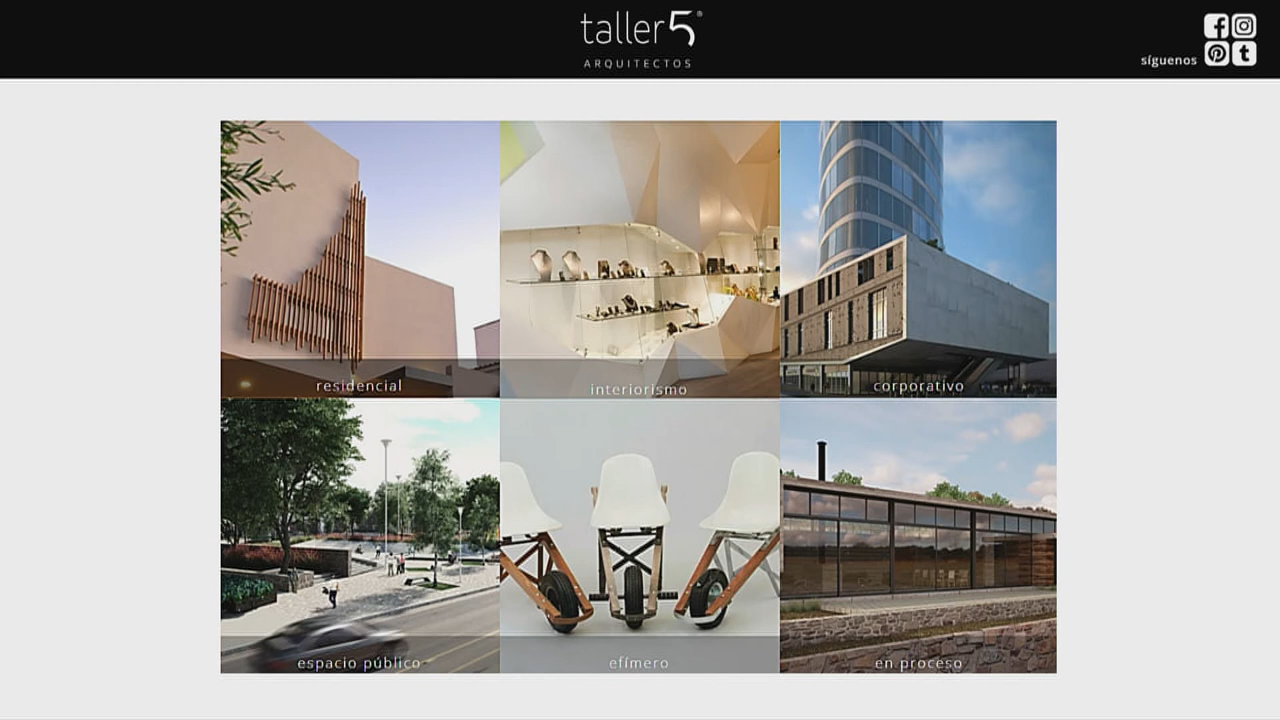 taller5®
ARQUITECTOS
síguenos
residencial
interiorismo
corporativo
espacio público
efímero
en proceso